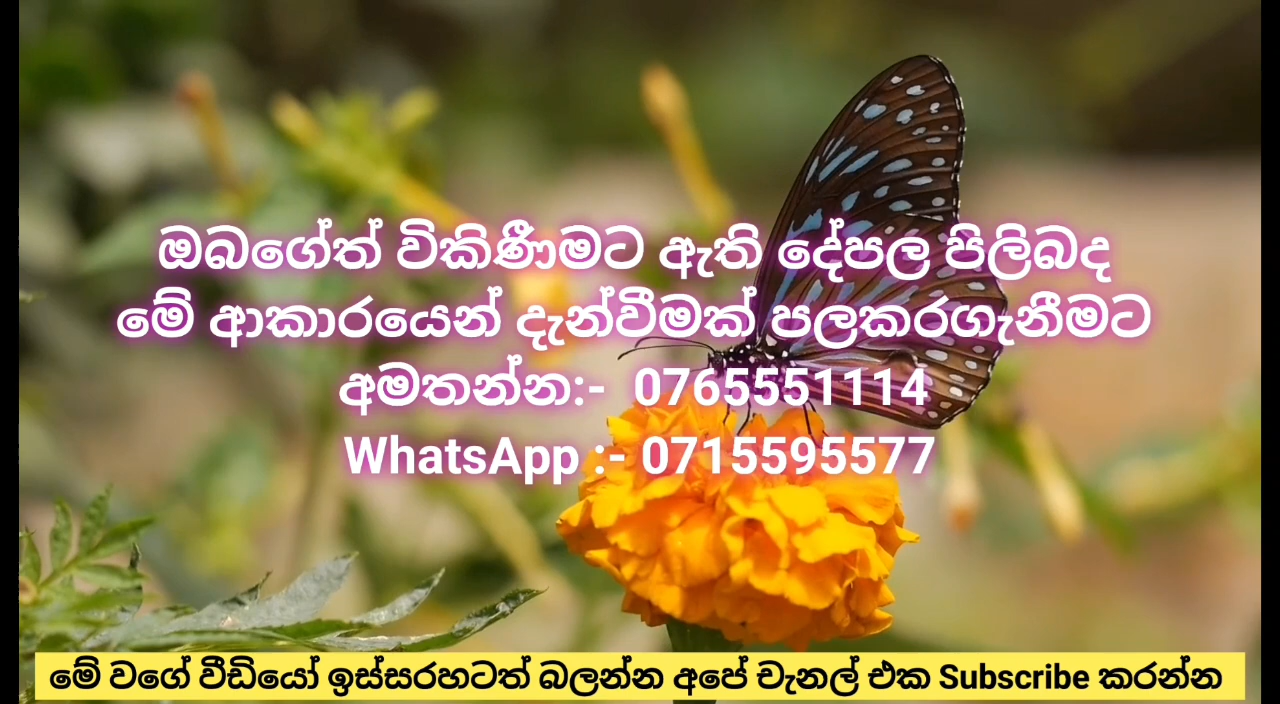 ඔබගේත් විකිණීමට ඇති දේපල පිලිබද
මේ ආකාරයෙන් දැන්වීමක් පලකරගැනීමට
අමතන්න:- 0765551114
WhatsApp :- 0715595577
මේ වගේ වීඩියෝ ඉස්සරහටත් බලන්න අපේ චැනල් එක Subscribe කරන්න